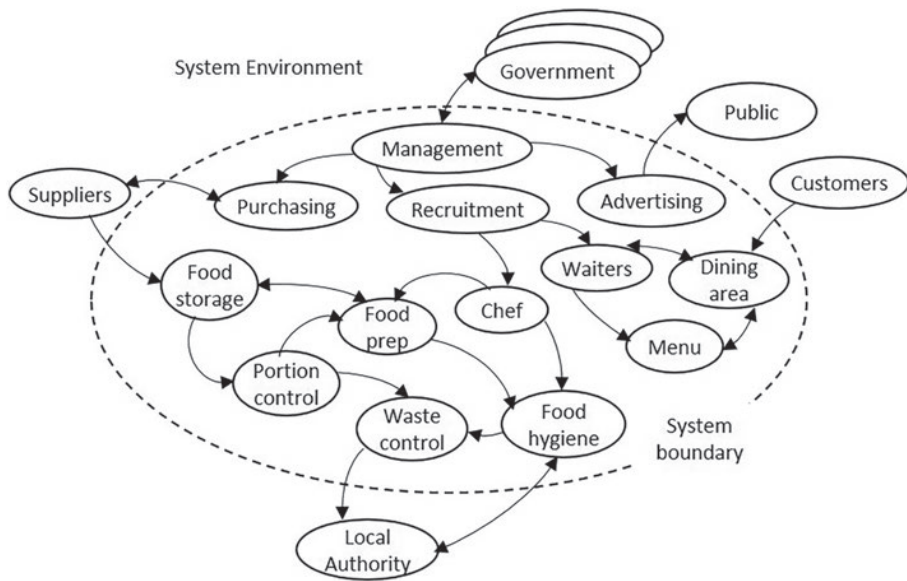 System Environment
Government
Public
Management
Suppliers
Purchasing
Recruitment
Advertising
Customers
Food
storage
Waiters
Dining
area
Food
prep
Chef
Menu
Portion
control
Waste
control
Food
hygiene
System
boundary
Local
Authority